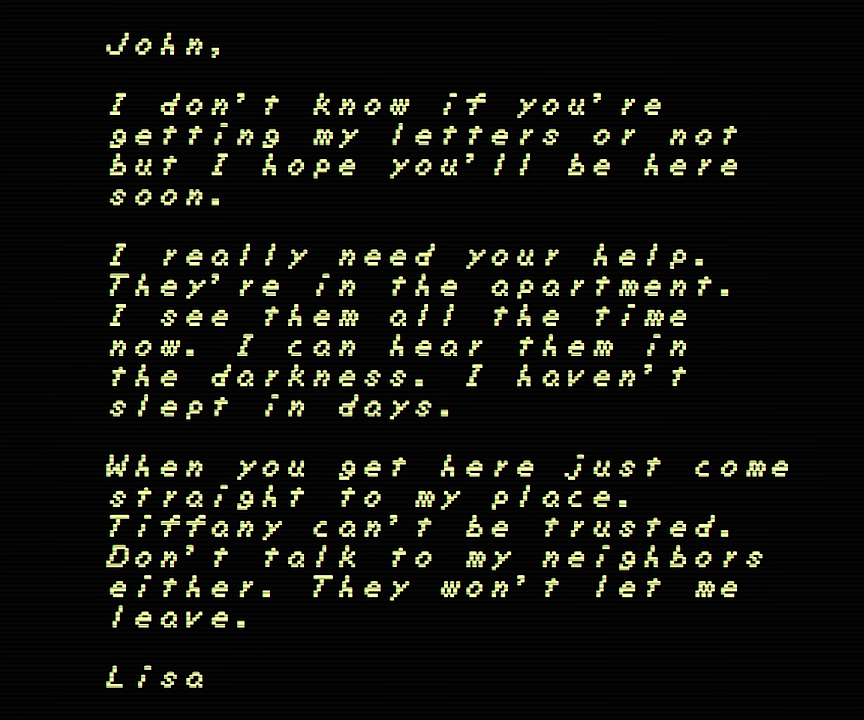 John,
I don't know if you're
getting my letters or not
but I hope you'll be here
soon.
I really need your help.
They're in the apartment.
I see them all the time
now. I can hear them in
the darkness. I haven't
slept in days.
When you get here just come
straight to my place.
Tiffany can't be trusted.
Don't talk to my neighbors
either. They won't let me
leave.
Lisa